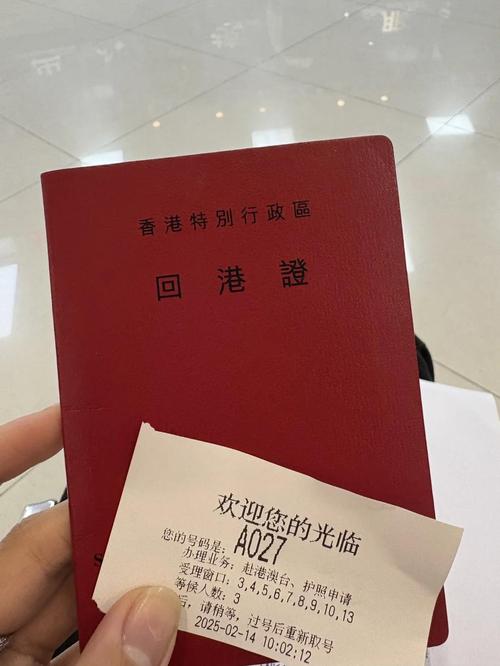 香港特別行政區
回港證
S
欢迎您的光临
您的号码是:
A027
办理业务: 赴港澳台、护照申请
受理窗口: 3,4,5,6,7,8,9,10,13
等候人数: 3
后, 请稍等, 过号后重新取号
2025-02-14 10:02:12